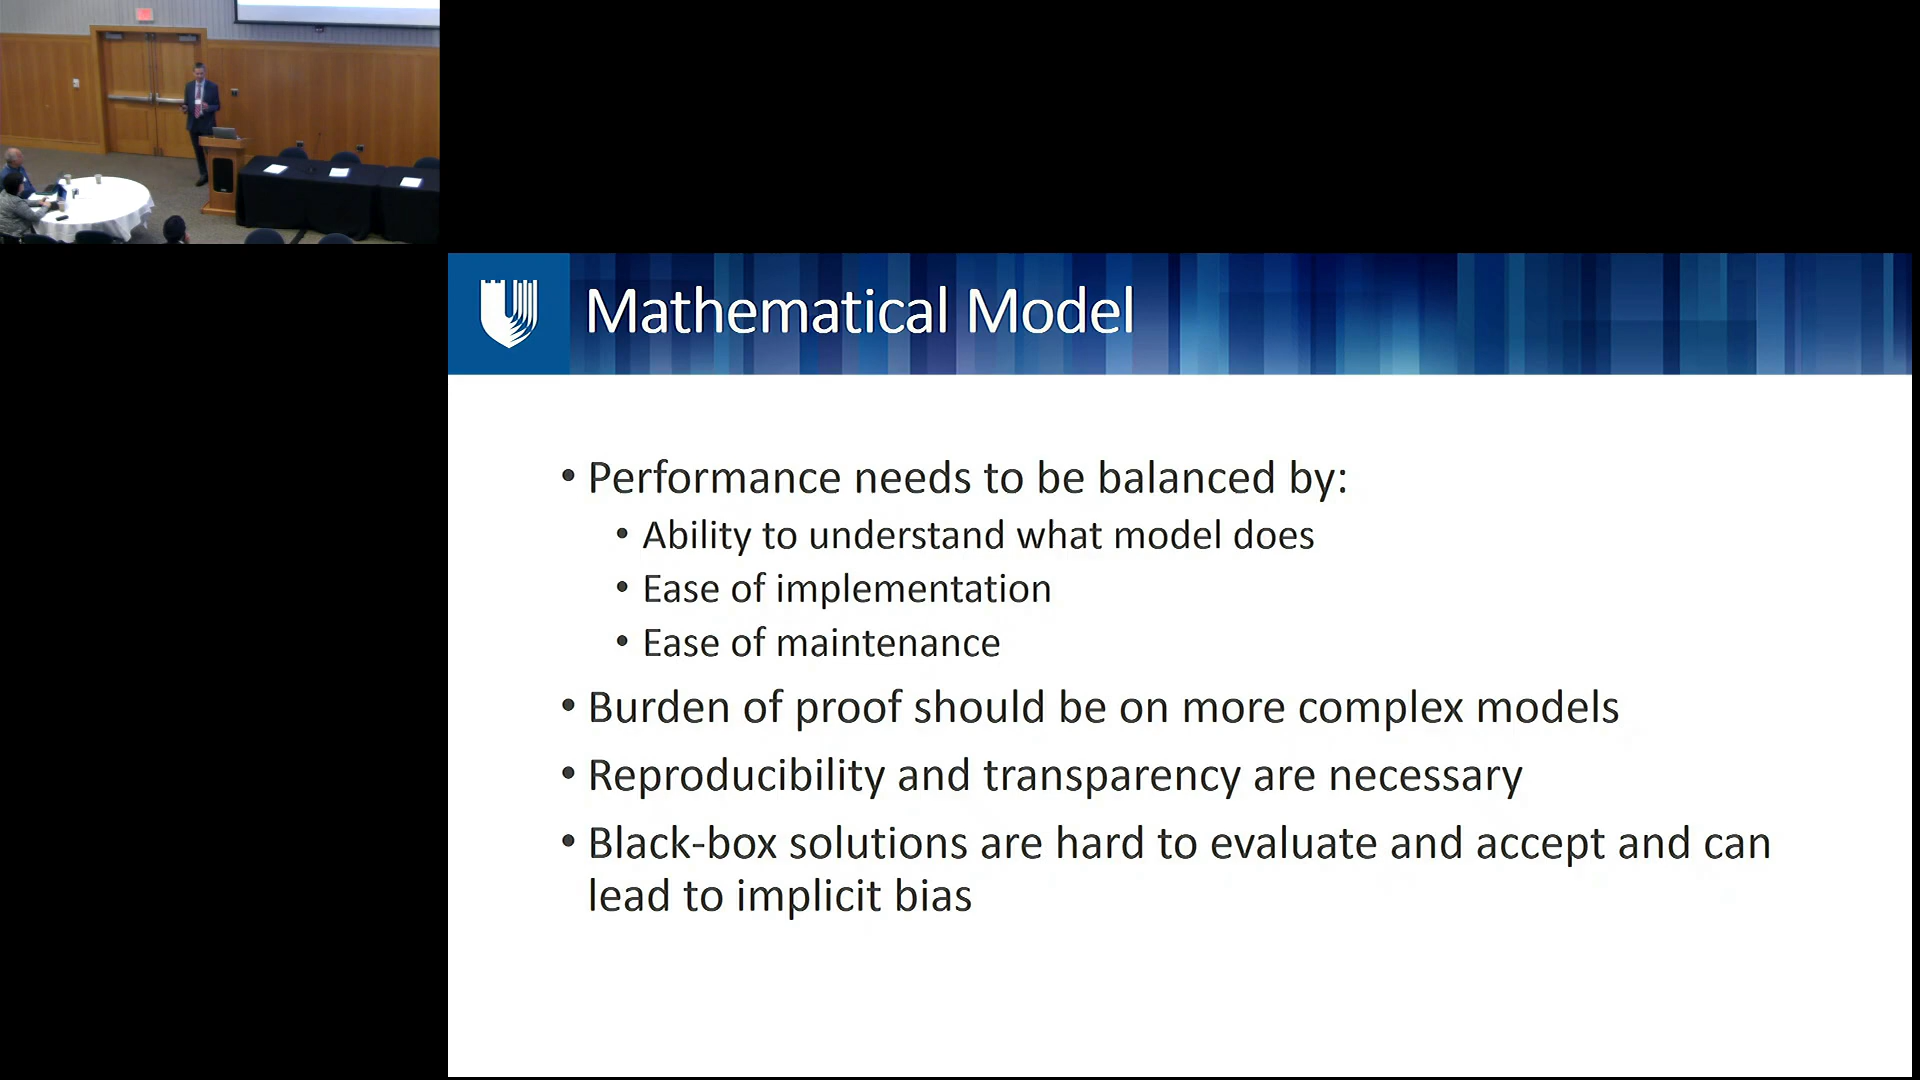 Mathematical Model
• Performance needs to be balanced by:
• Ability to understand what model does
• Ease of implementation
• Ease of maintenance
• Burden of proof should be on more complex models
• Reproducibility and transparency are necessary
• Black-box solutions are hard to evaluate and accept and can
lead to implicit bias